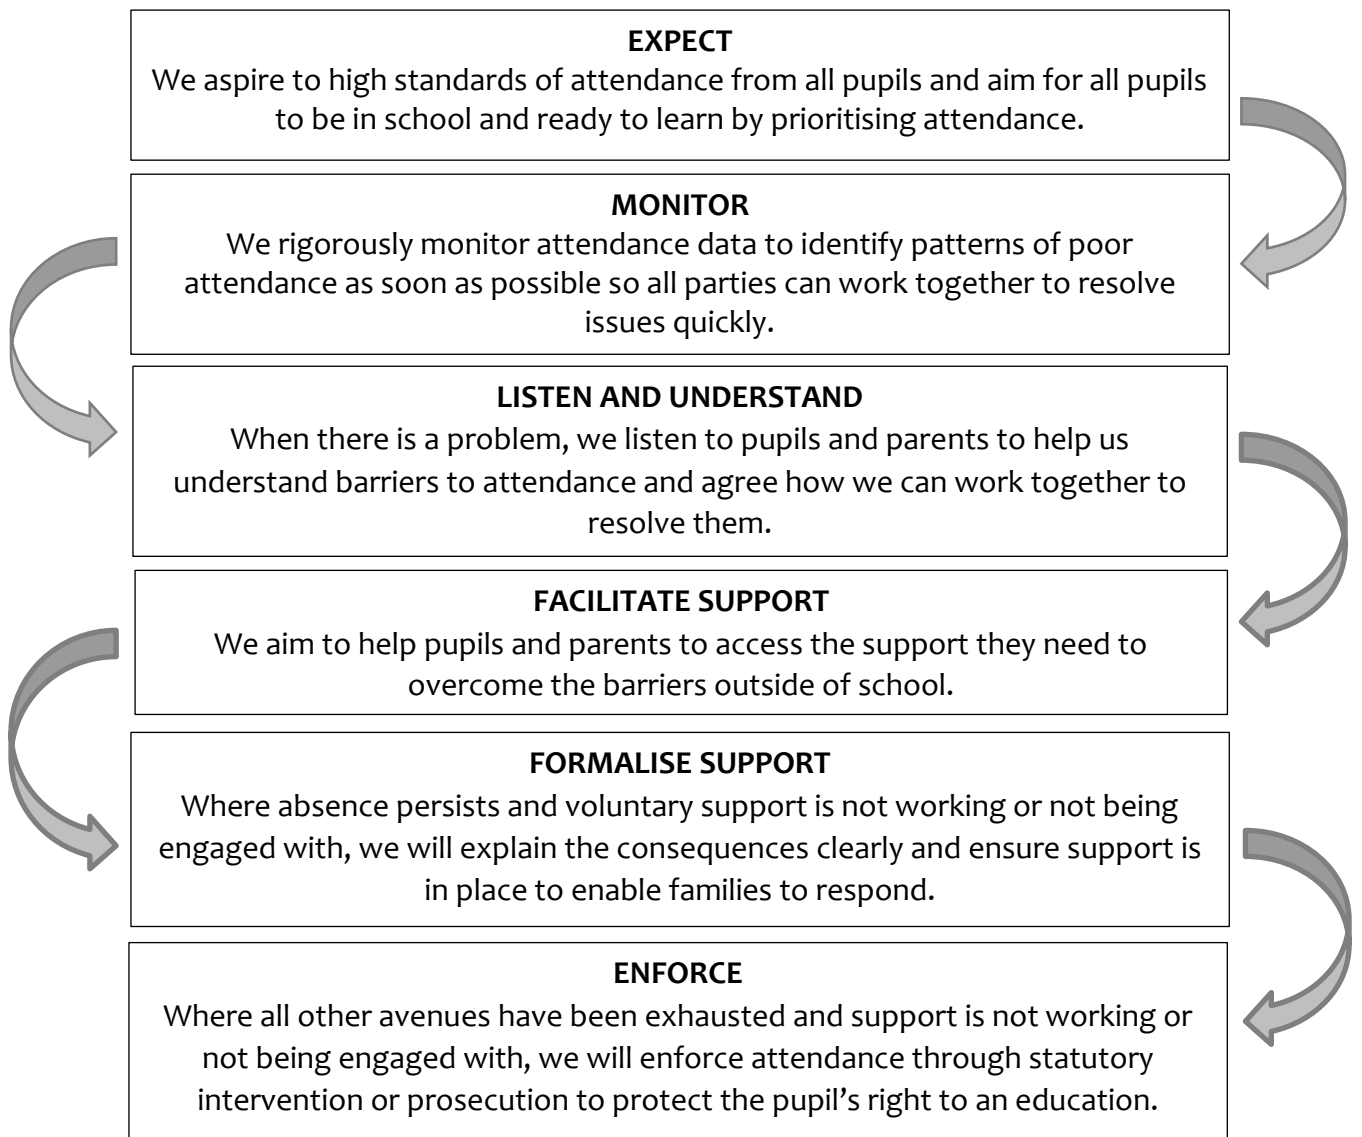 EXPECT
We aspire to high standards of attendance from all pupils and aim for all pupils
to be in school and ready to learn by prioritising attendance.
MONITOR
We rigorously monitor attendance data to identify patterns of poor
attendance as soon as possible so all parties can work together to resolve
issues quickly.
LISTEN AND UNDERSTAND
When there is a problem, we listen to pupils and parents to help us
understand barriers to attendance and agree how we can work together to
resolve them.
FACILITATE SUPPORT
We aim to help pupils and parents to access the support they need to
overcome the barriers outside of school.
FORMALISE SUPPORT
Where absence persists and voluntary support is not working or not being
engaged with, we will explain the consequences clearly and ensure support is
in place to enable families to respond.
ENFORCE
Where all other avenues have been exhausted and support is not working or
not being engaged with, we will enforce attendance through statutory
intervention or prosecution to protect the pupil’s right to an education.